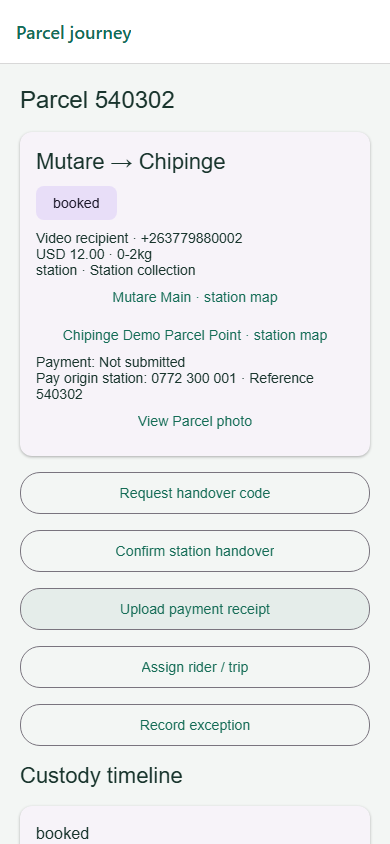 Parcel journey
Parcel 540302
Mutare → Chipinge
booked
Video recipient · +263779880002
USD 12.00 · 0-2kg
station · Station collection
Mutare Main · station map
Chipinge Demo Parcel Point · station map
Payment: Not submitted
Pay origin station: 0772 300 001 · Reference
540302
View Parcel photo
Request handover code
Confirm station handover
Upload payment receipt
Assign rider / trip
Record exception
Custody timeline
booked